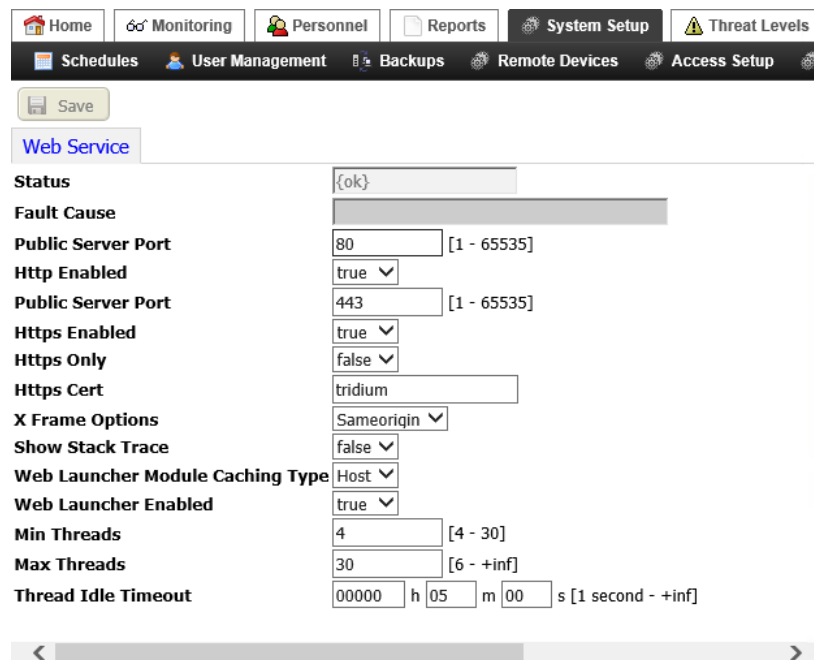 Home Monitoring Personnel Reports System Setup Threat Levels
Schedules User Management Backups Remote Devices Access Setup
Save
Web Service
Status {ok}
Fault Cause
Public Server Port 80 [1 - 65535]
Http Enabled true
Public Server Port 443 [1 - 65535]
Https Enabled true
Https Only false
Https Cert tridium
X Frame Options Sameorigin
Show Stack Trace false
Web Launcher Module Caching Type Host
Web Launcher Enabled true
Min Threads 4 [4 - 30]
Max Threads 30 [6 - +inf]
Thread Idle Timeout 00000 h 05 m 00 s [1 second - +inf]